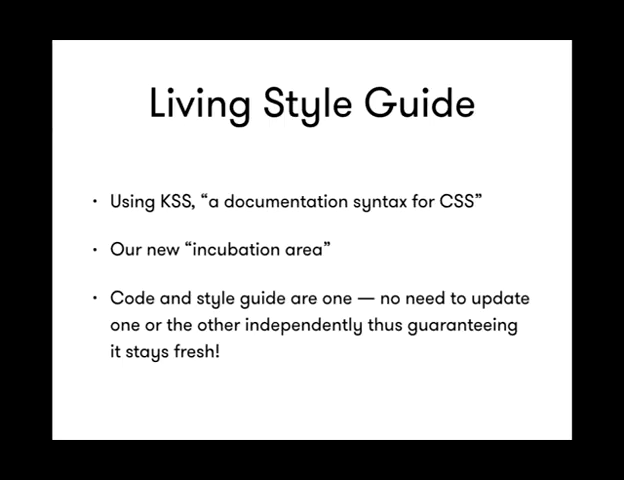 Living Style Guide
· Using KSS, “a documentation syntax for CSS”
· Our new “incubation area”
· Code and style guide are one — no need to update
one or the other independently thus guaranteeing
it stays fresh!